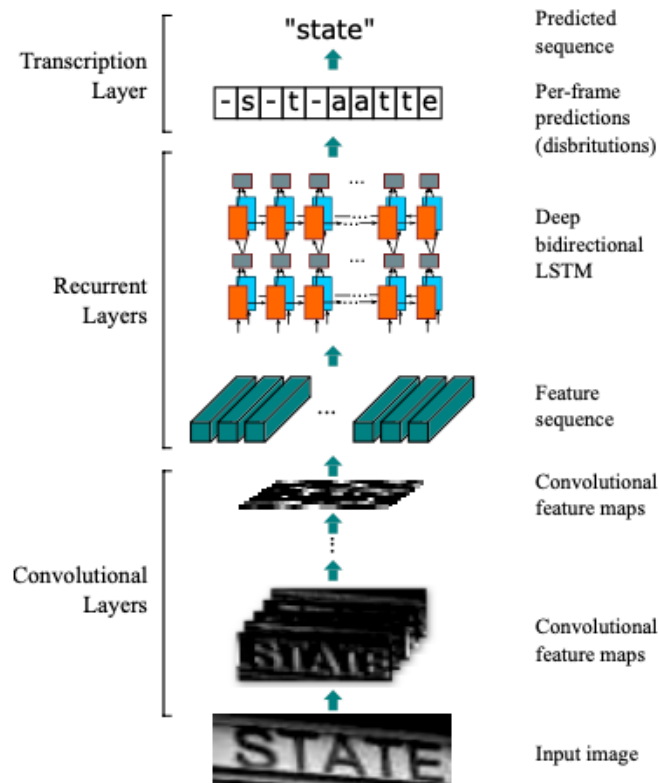 "state"
Predicted
sequence
Transcription
Layer
-s-t-aatte
Per-frame
predictions
(disbritutions)
...
...
Deep
bidirectional
LSTM
...
Recurrent
Layers
...
Feature
sequence
Convolutional
feature maps
...
Convolutional
Layers
STATE
Convolutional
feature maps
STATE
Input image